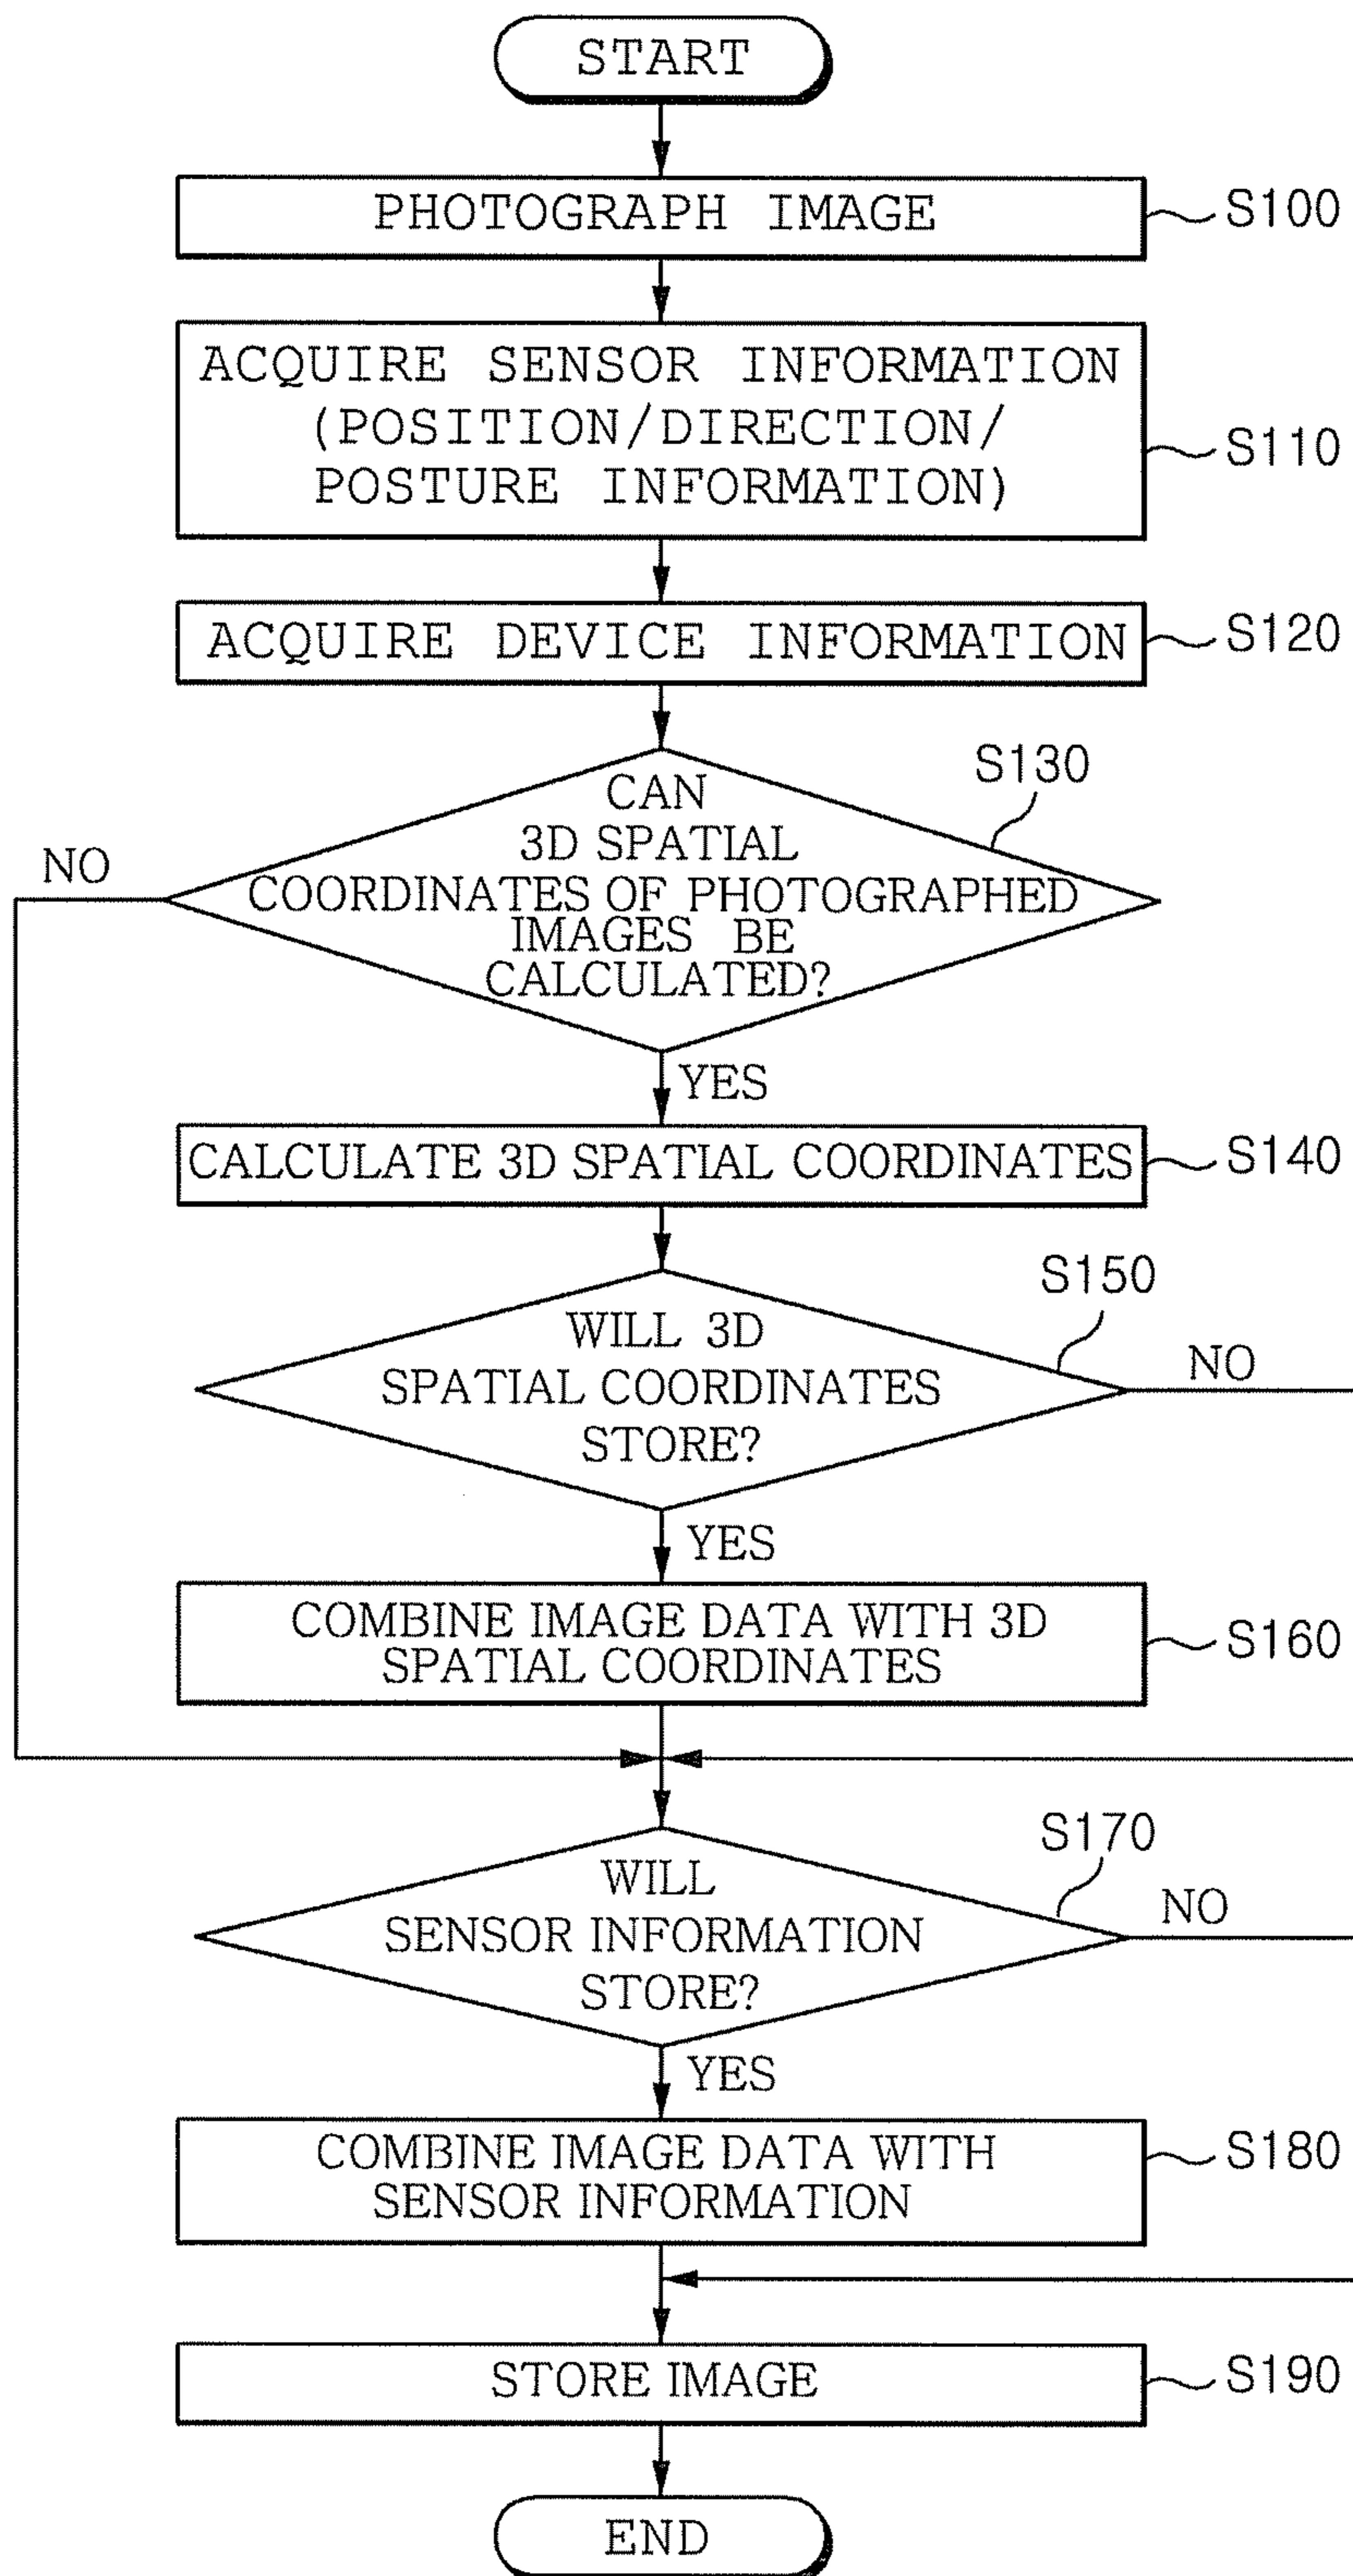 START
PHOTOGRAPH IMAGE
S100
ACQUIRE SENSOR INFORMATION
(POSITION/DIRECTION/
POSTURE INFORMATION)
S110
ACQUIRE DEVICE INFORMATION
S120
S130
CAN
3D SPATIAL
COORDINATES OF PHOTOGRAPHED
IMAGES BE
CALCULATED?
NO
YES
CALCULATE 3D SPATIAL COORDINATES
S140
S150
WILL 3D
SPATIAL COORDINATES
STORE?
NO
YES
COMBINE IMAGE DATA WITH 3D
SPATIAL COORDINATES
S160
S170
WILL
SENSOR INFORMATION
STORE?
NO
YES
COMBINE IMAGE DATA WITH
SENSOR INFORMATION
S180
STORE IMAGE
S190
END